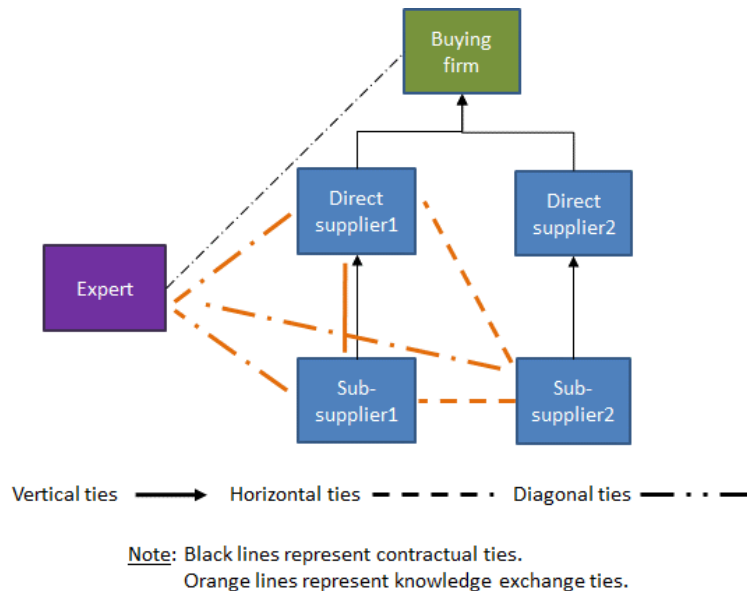 Buying
firm
Direct
supplier1
Direct
supplier2
Expert
Sub-
supplier1
Sub-
supplier2
Vertical ties
Horizontal ties
Diagonal ties
Note: Black lines represent contractual ties.
Orange lines represent knowledge exchange ties.